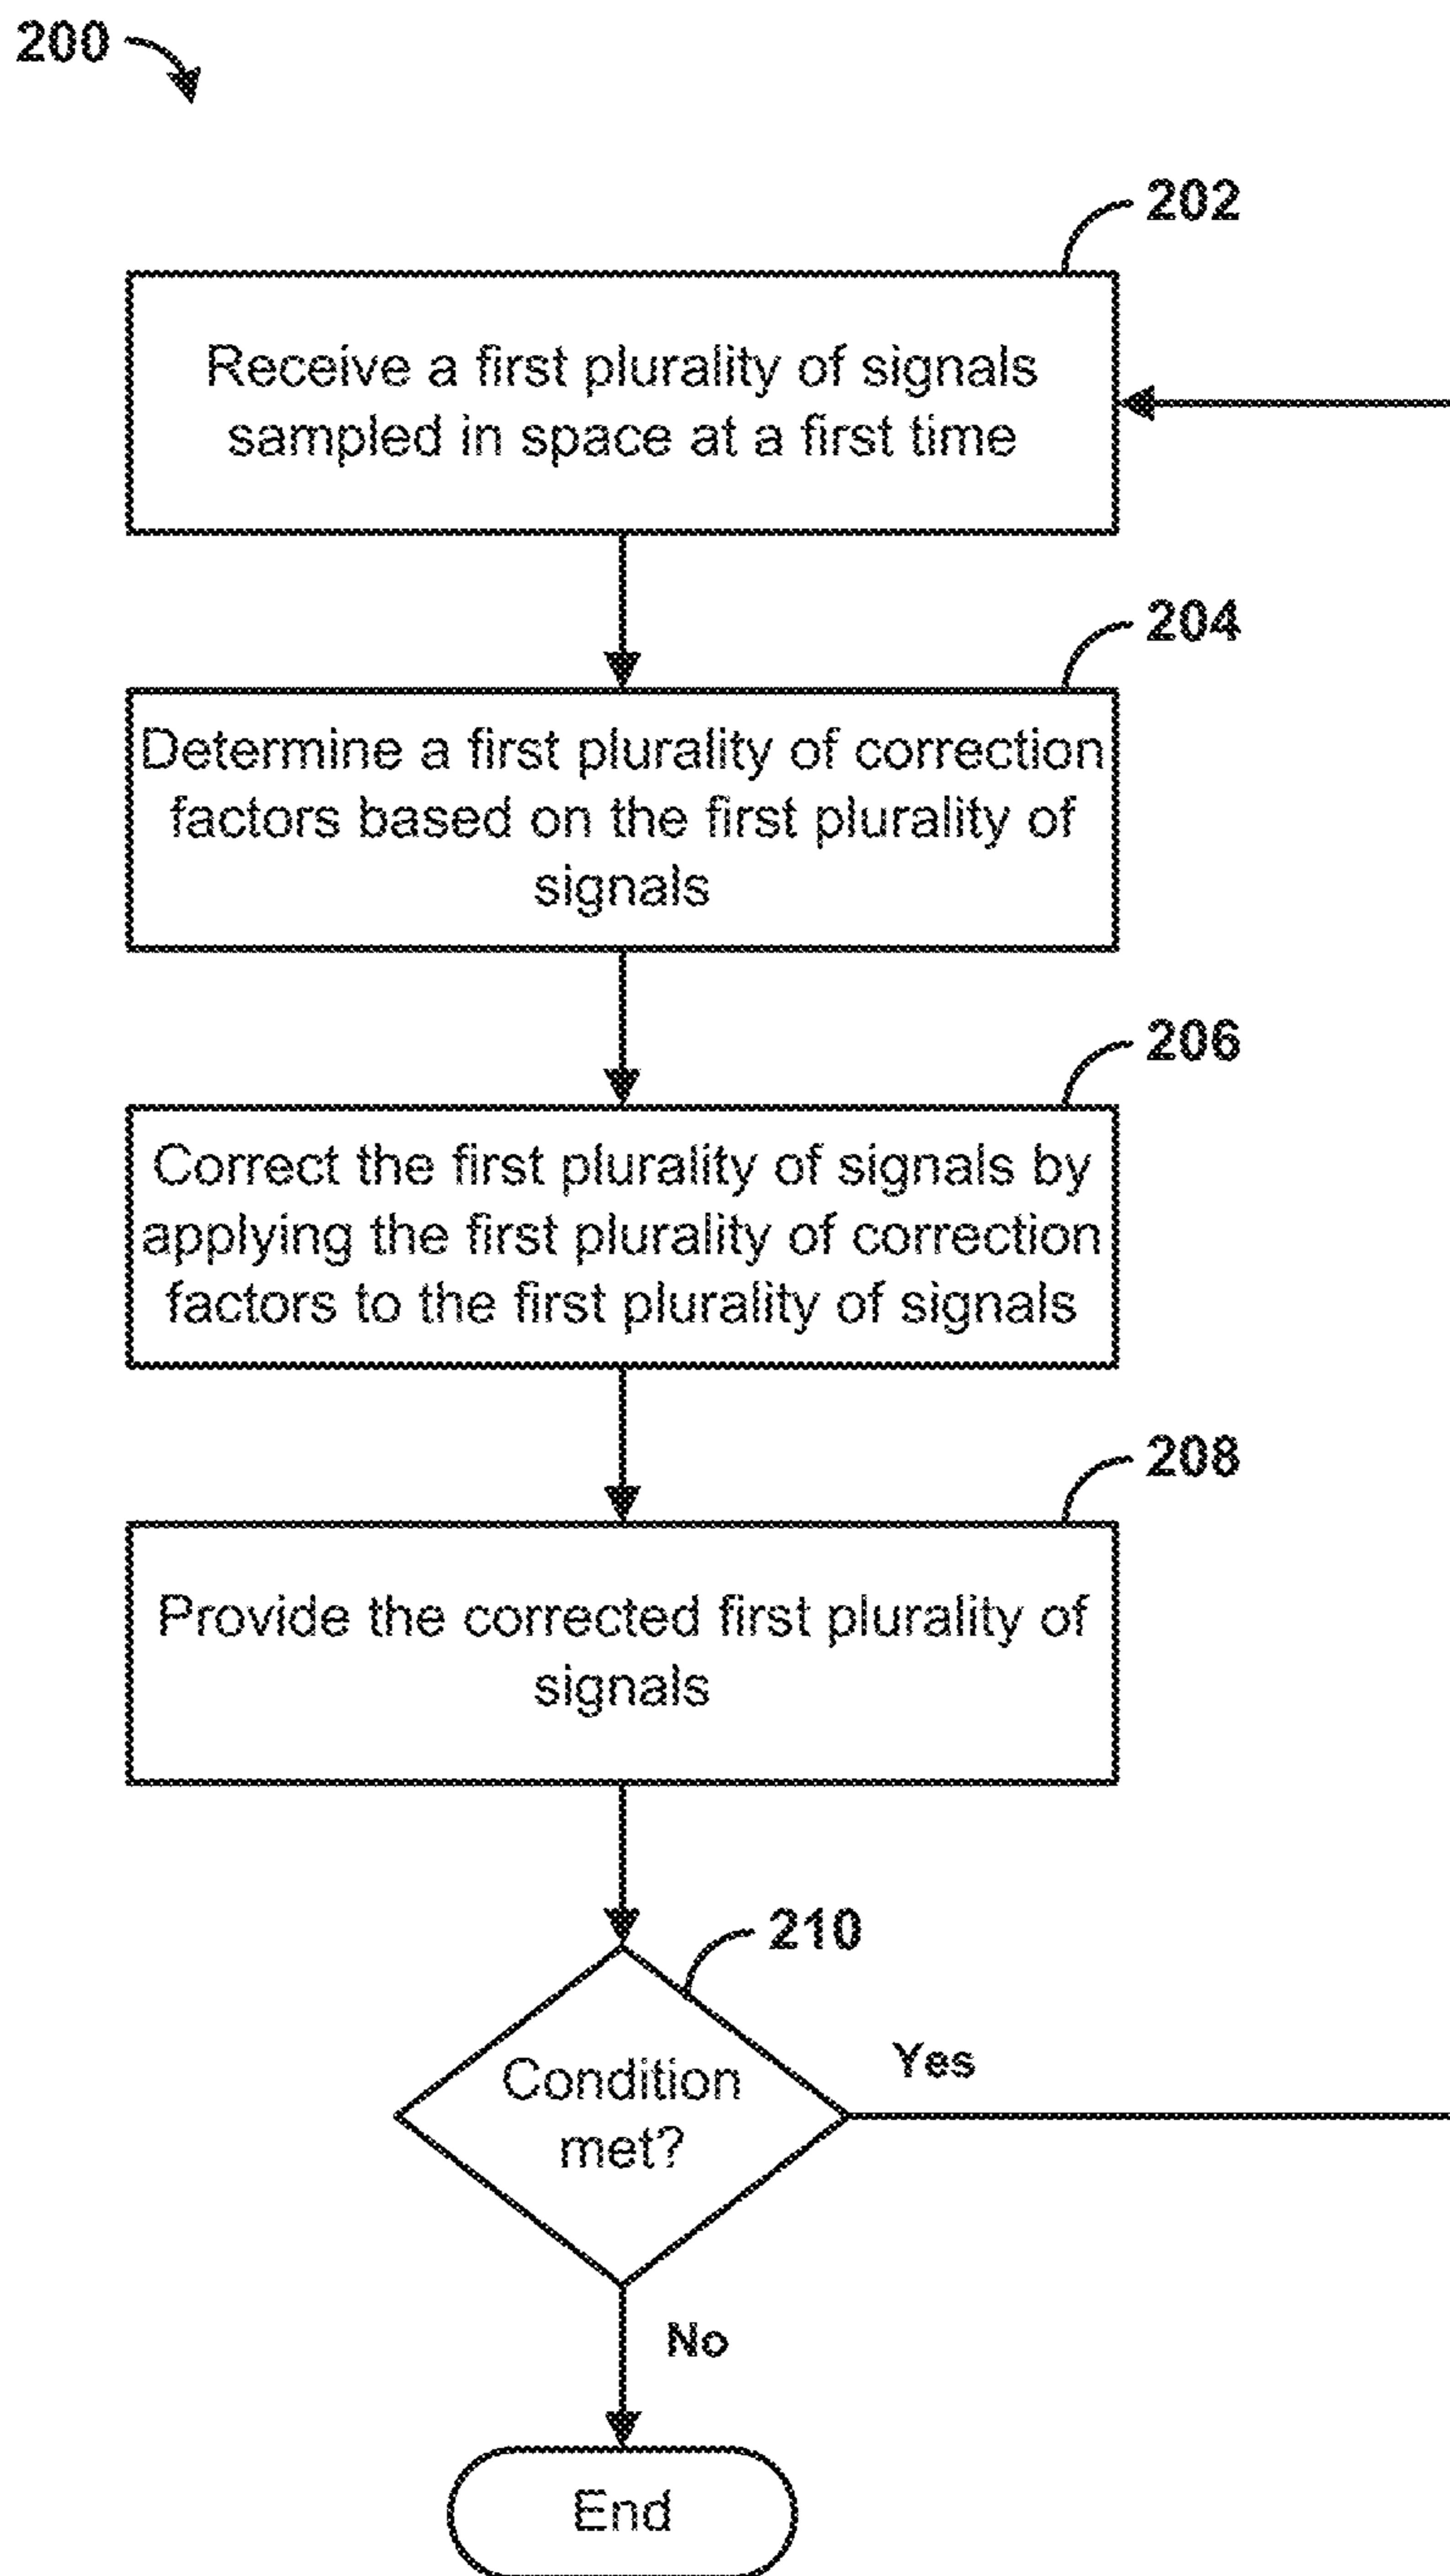 200
202
Receive a first plurality of signals
sampled in space at a first time
204
Determine a first plurality of correction
factors based on the first plurality of
signals
206
Correct the first plurality of signals by
applying the first plurality of correction
factors to the first plurality of signals
208
Provide the corrected first plurality of
signals
210
Condition
met?
Yes
No
End